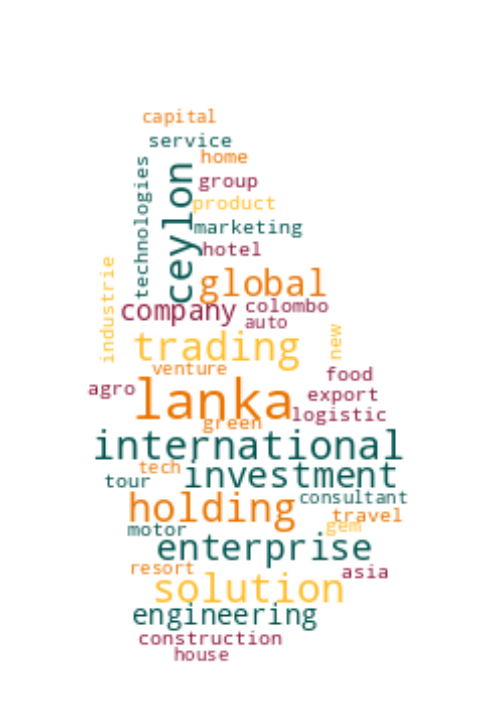 capital
service
home
technologies
ceylon
group
product
marketing
hotel
industrie
global
company
colombo
auto
new
trading
venture
food
agro
lanka
export
logistic
green
international
tech
investment
tour
consultant
holding
travel
gem
motor
enterprise
resort
asia
solution
engineering
construction
house